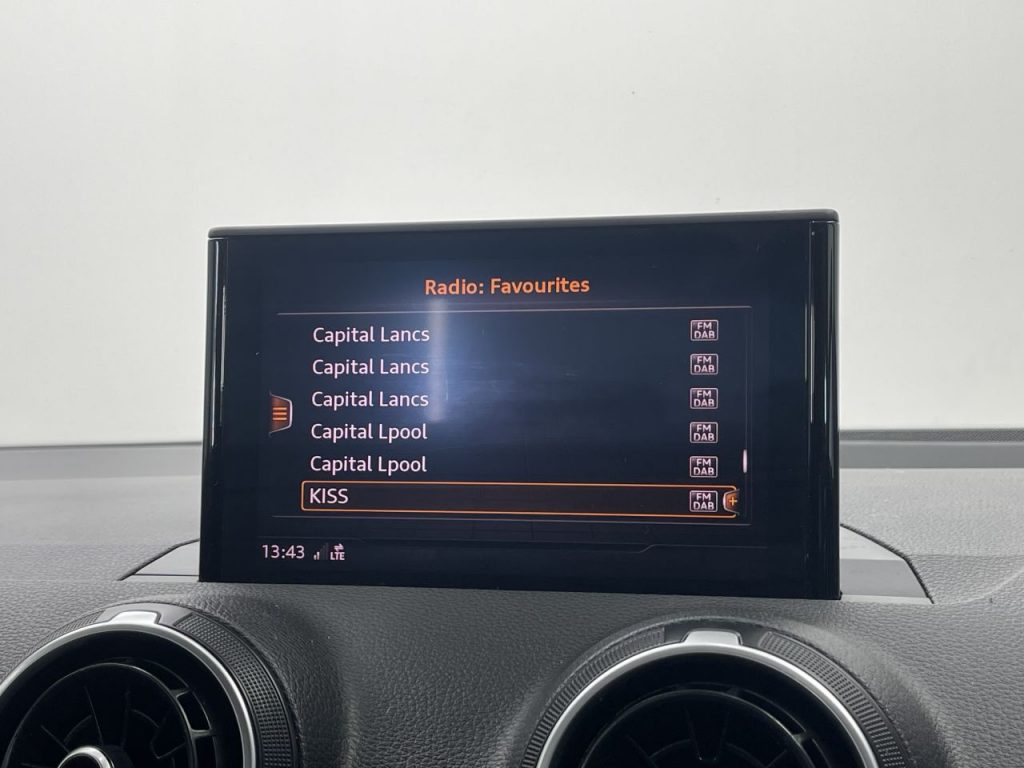 Radio: Favourites
Capital Lancs FM DAB
Capital Lancs FM DAB
Capital Lancs FM DAB
Capital Lpool FM DAB
Capital Lpool FM DAB
KISS FM DAB +
13:43 LTE